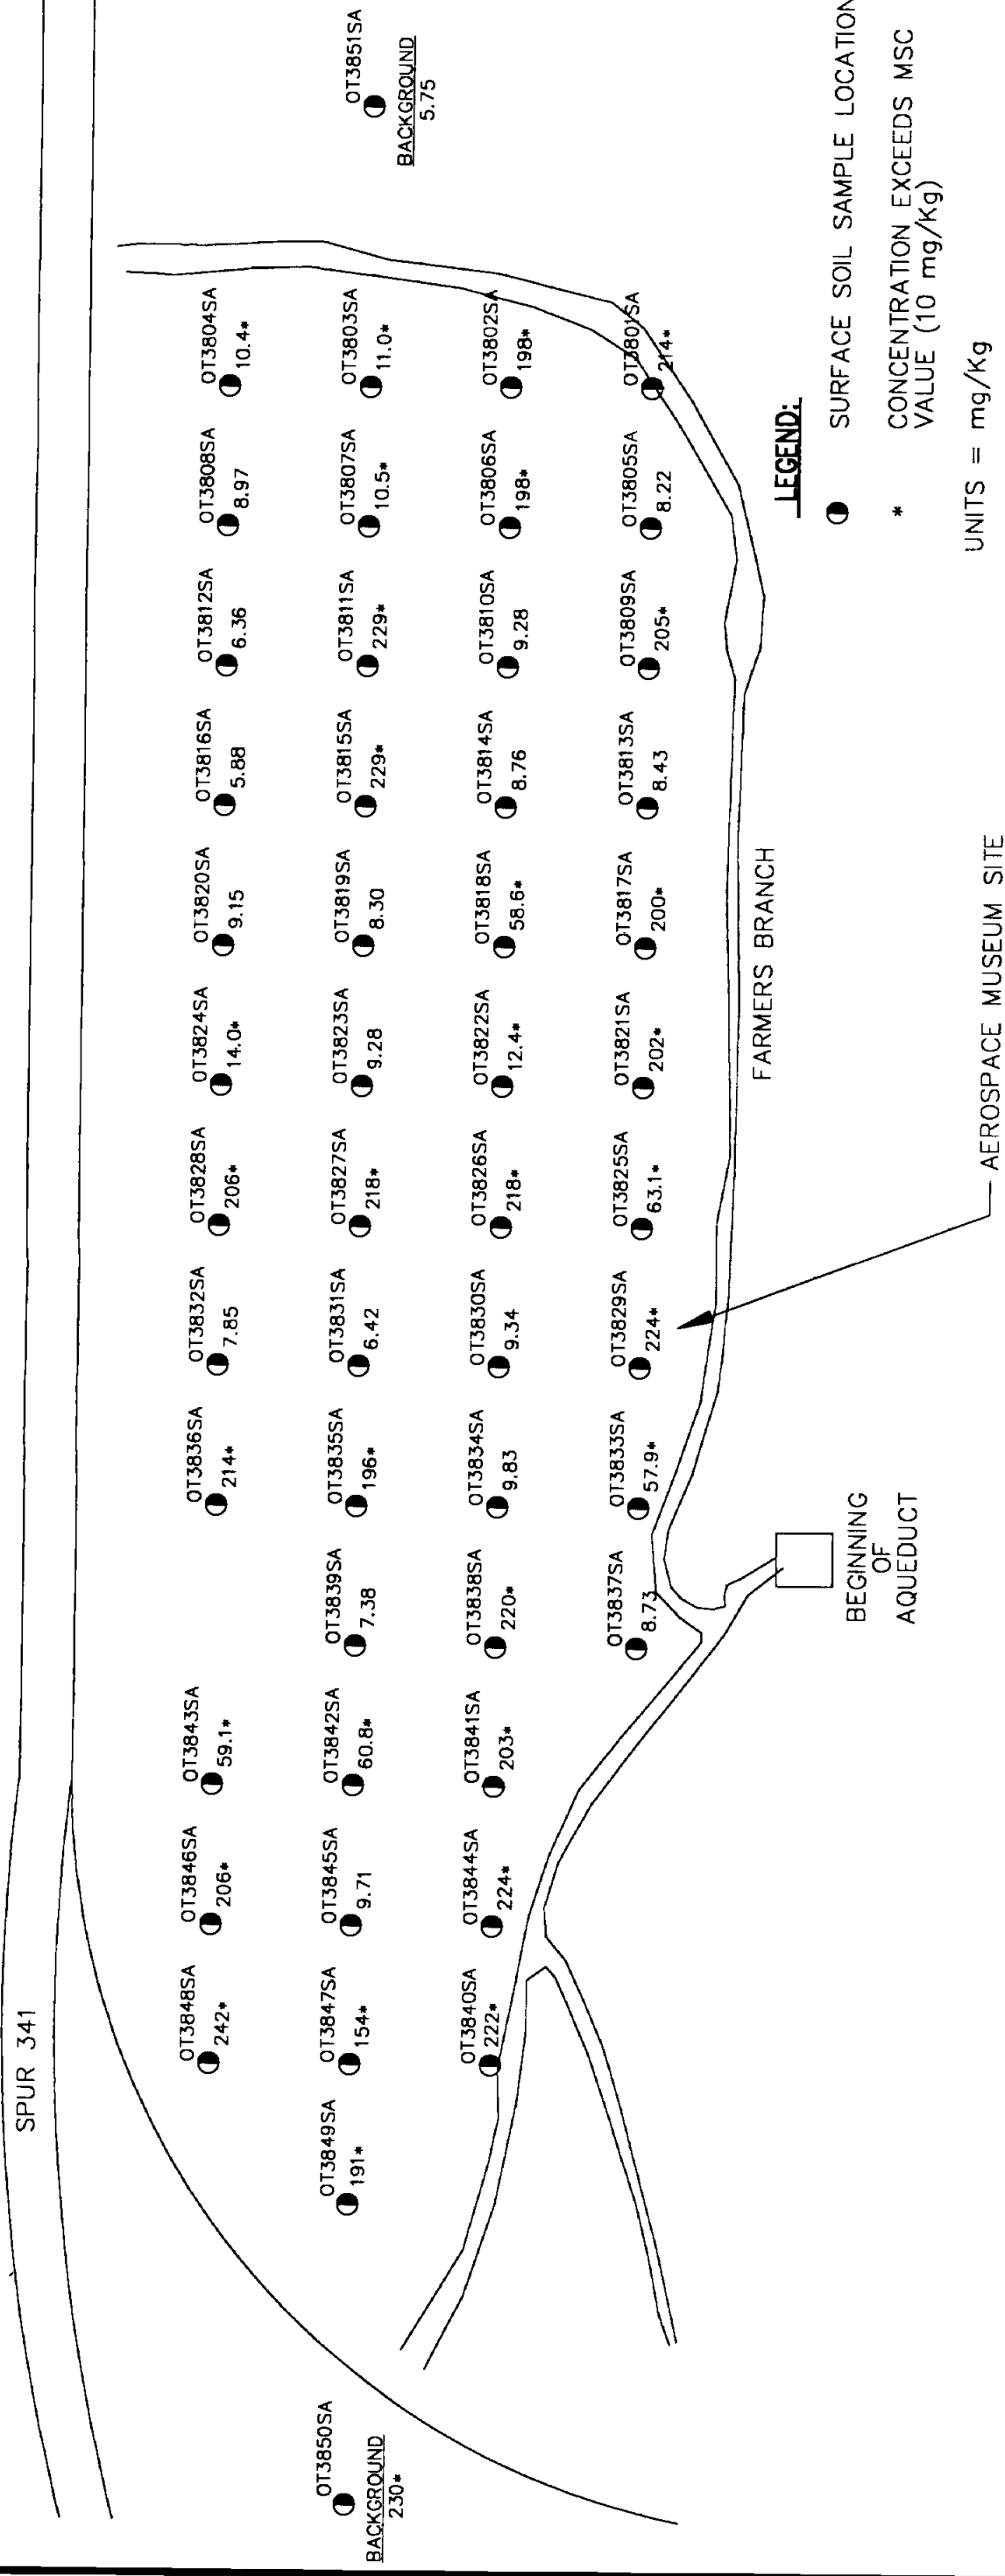 SPUR 341
OT3850SA
BACKGROUND
230*
OT3849SA
191*
OT3848SA
242*
OT3847SA
154*
OT3840SA
222*
OT3846SA
206*
OT3845SA
9.71
OT3844SA
224*
OT3843SA
59.1*
OT3842SA
60.8*
OT3841SA
203*
OT3839SA
7.38
OT3838SA
220*
OT3837SA
8.73
OT3836SA
214*
OT3835SA
196*
OT3834SA
9.83
OT3833SA
57.9*
OT3832SA
7.85
OT3831SA
6.42
OT3830SA
9.34
OT3829SA
224*
OT3828SA
206*
OT3827SA
218*
OT3826SA
218*
OT3825SA
63.1*
OT3824SA
14.0*
OT3823SA
9.28
OT3822SA
12.4*
OT3821SA
202*
OT3820SA
9.15
OT3819SA
8.30
OT3818SA
58.6*
OT3817SA
200*
OT3816SA
5.88
OT3815SA
229*
OT3814SA
8.76
OT3813SA
8.43
OT3812SA
6.36
OT3811SA
229*
OT3810SA
9.28
OT3809SA
205*
OT3808SA
8.97
OT3807SA
10.5*
OT3806SA
198*
OT3805SA
8.22
OT3804SA
10.4*
OT3803SA
11.0*
OT3802SA
198*
OT3801SA
214*
OT3851SA
BACKGROUND
5.75
FARMERS BRANCH
BEGINNING
OF
AQUEDUCT
AEROSPACE MUSEUM SITE
LEGEND:
SURFACE SOIL SAMPLE LOCATION
* CONCENTRATION EXCEEDS MSC
VALUE (10 mg/Kg)
UNITS = mg/Kg